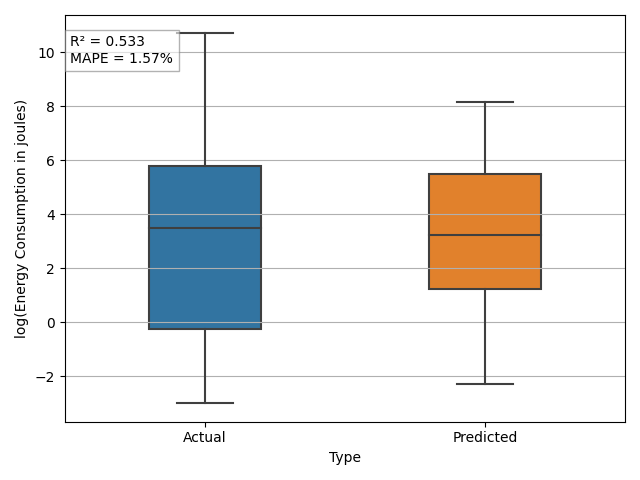 R² = 0.533
MAPE = 1.57%
10
8
6
4
2
0
−2
log(Energy Consumption in joules)
Actual
Predicted
Type